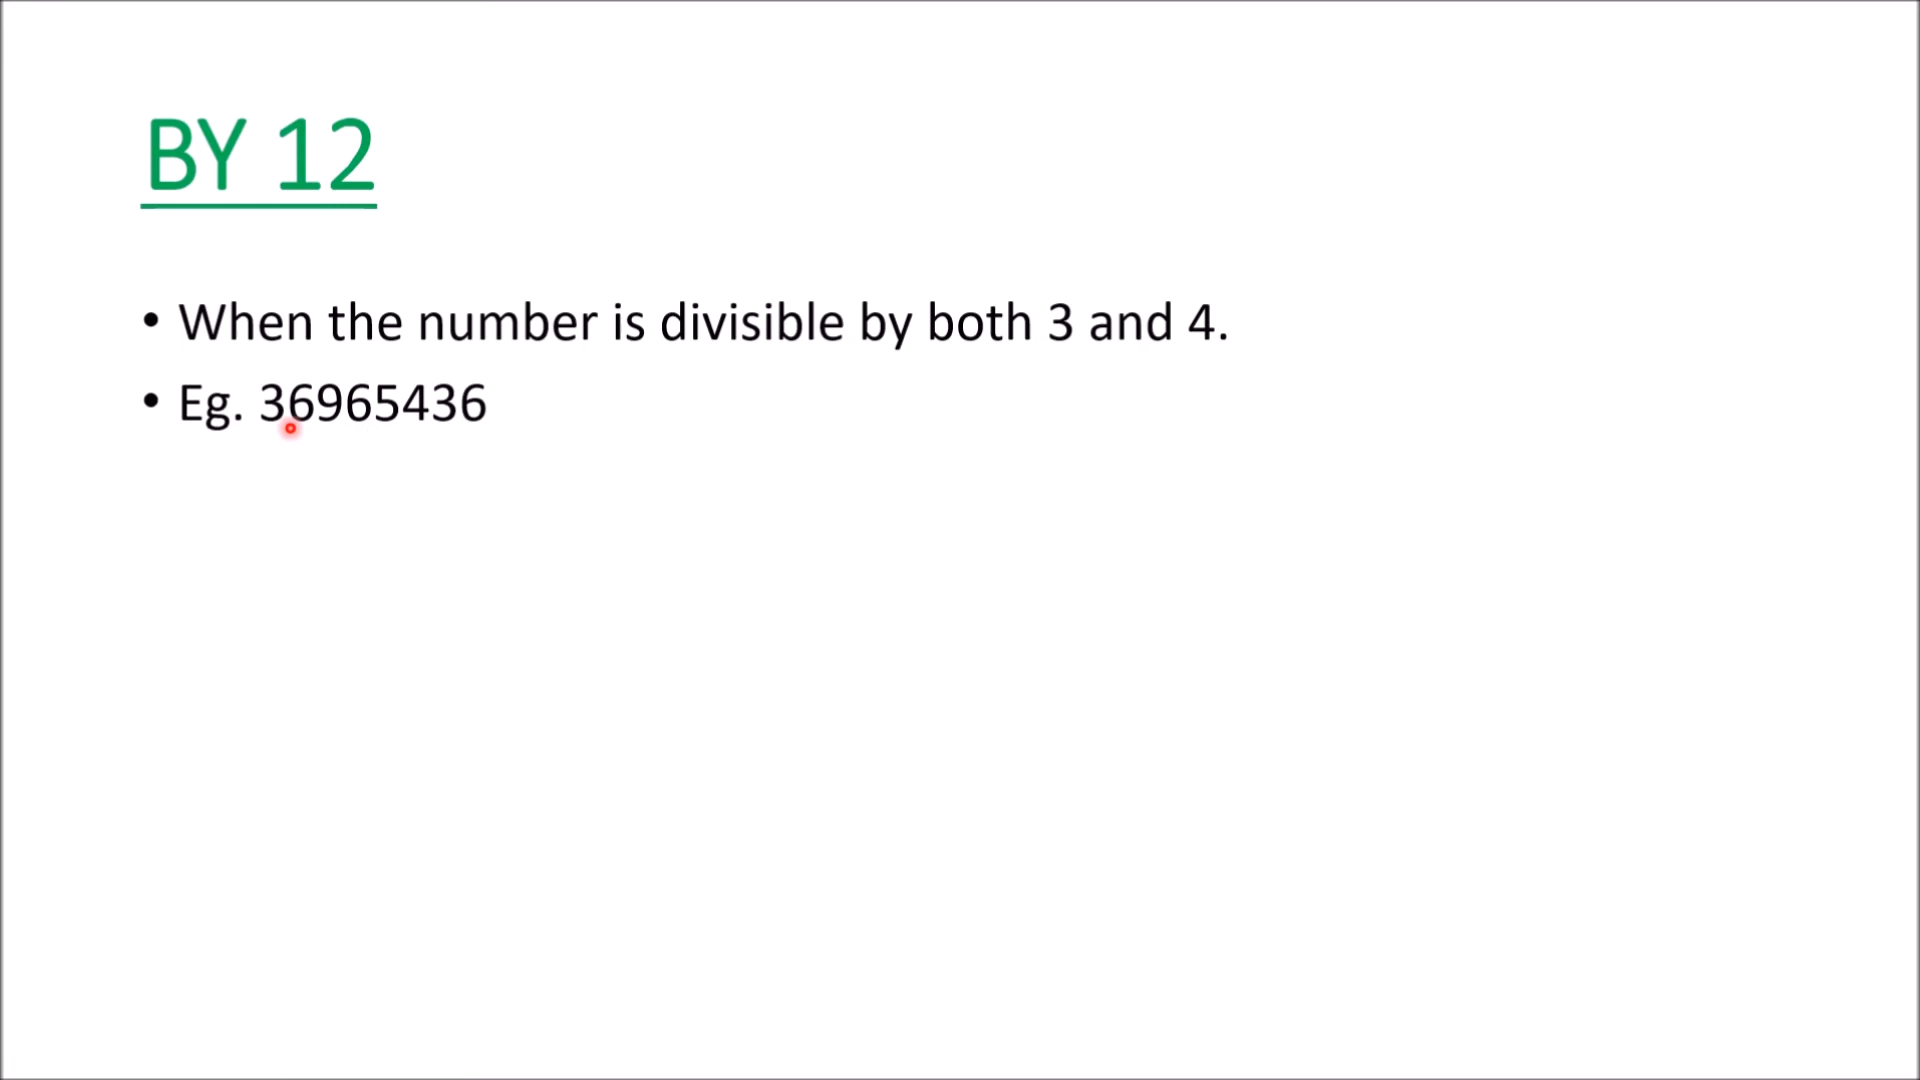 BY 12
• When the number is divisible by both 3 and 4.
• Eg. 36965436